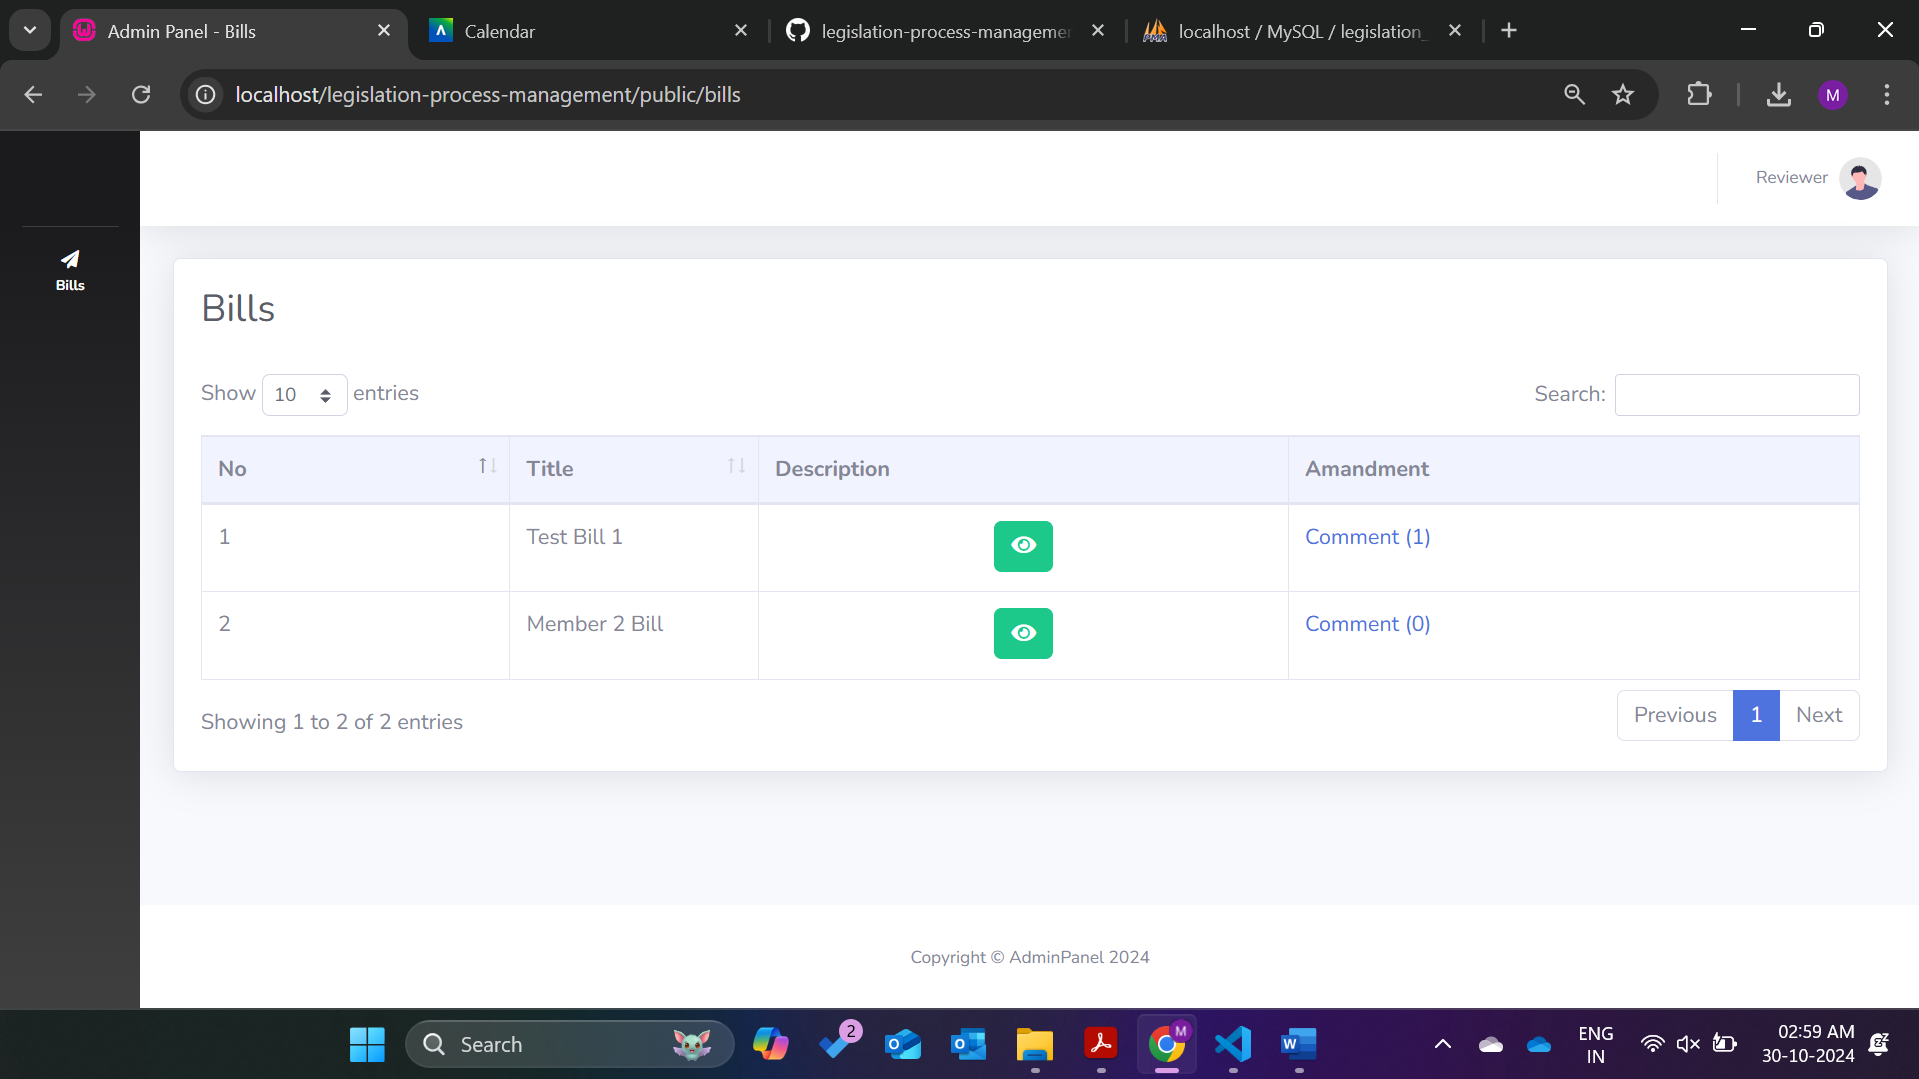 Admin Panel - Bills
Calendar
legislation-process-managemen
localhost / MySQL / legislation_
localhost/legislation-process-management/public/bills
M
Reviewer
Bills
Bills
Show 10 entries
Search:
No Title Description Amandment
1 Test Bill 1 Comment (1)
2 Member 2 Bill Comment (0)
Showing 1 to 2 of 2 entries
Previous 1 Next
Copyright © AdminPanel 2024
Search
2
M
ENG
IN
02:59 AM
30-10-2024